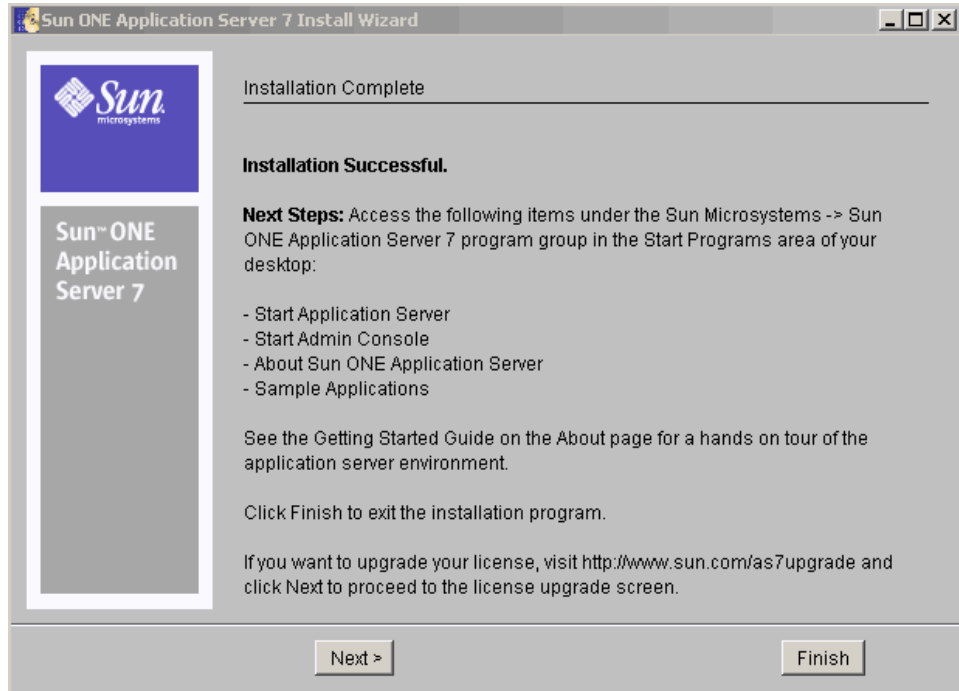 Sun ONE Application Server 7 Install Wizard
Sun
microsystems
Sun™ ONE
Application
Server 7
Installation Complete
Installation Successful.
Next Steps: Access the following items under the Sun Microsystems -> Sun
ONE Application Server 7 program group in the Start Programs area of your
desktop:
- Start Application Server
- Start Admin Console
- About Sun ONE Application Server
- Sample Applications
See the Getting Started Guide on the About page for a hands on tour of the
application server environment.
Click Finish to exit the installation program.
If you want to upgrade your license, visit http://www.sun.com/as7upgrade and
click Next to proceed to the license upgrade screen.
Next >
Finish